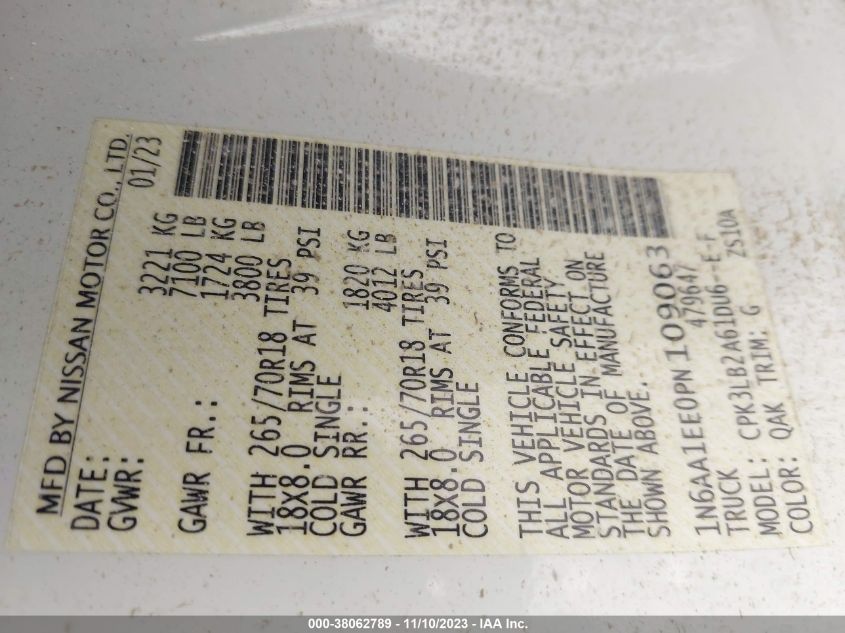 MFD BY NISSAN MOTOR CO., LTD.
DATE: 01/23
GVWR: 3221 KG
7100 LB
GAWR FR.: 1724 KG
3800 LB
WITH 265/70R18 TIRES
18X8.0 RIMS AT 39 PSI
COLD SINGLE
GAWR RR.: 1820 KG
4012 LB
WITH 265/70R18 TIRES
18X8.0 RIMS AT 39 PSI
COLD SINGLE
THIS VEHICLE CONFORMS TO
ALL APPLICABLE FEDERAL
MOTOR VEHICLE SAFETY
STANDARDS IN EFFECT ON
THE DATE OF MANUFACTURE
SHOWN ABOVE.
1N6AA1EE0PN109063
TRUCK 479647
MODEL: CPK3LB2A61DU6--E-F
COLOR: QAK TRIM: G ZS10A
000-38062789 - 11/10/2023 - IAA Inc.